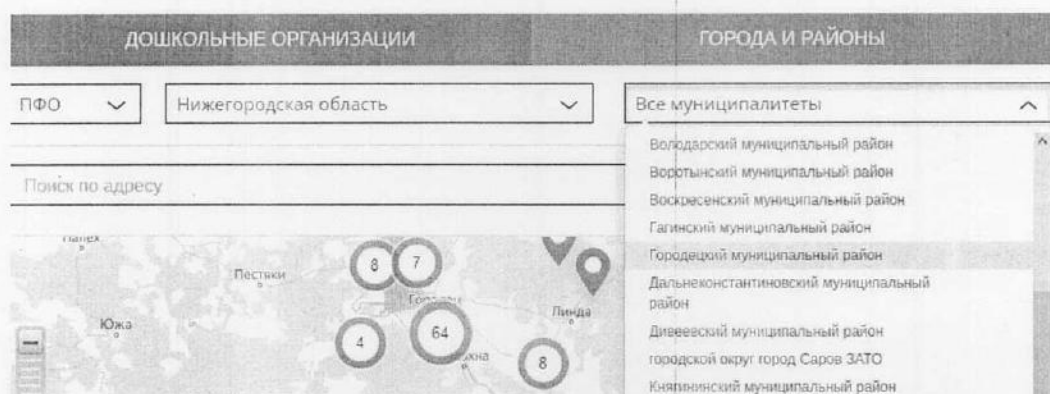 ДОШКОЛЬНЫЕ ОРГАНИЗАЦИИ
ГОРОДА И РАЙОНЫ
ПФО
Нижегородская область
Все муниципалитеты
Володарский муниципальный район
Воротынский муниципальный район
Воскресенский муниципальный район
Гагинский муниципальный район
Городецкий муниципальный район
Дальнеконстантиновский муниципальный
район
Дивеевский муниципальный район
городской округ город Саров ЗАТО
Княгининский муниципальный район
Поиск по адресу
Палех
Пестяки
8
7
Городец
Линда
Южа
4
64
8